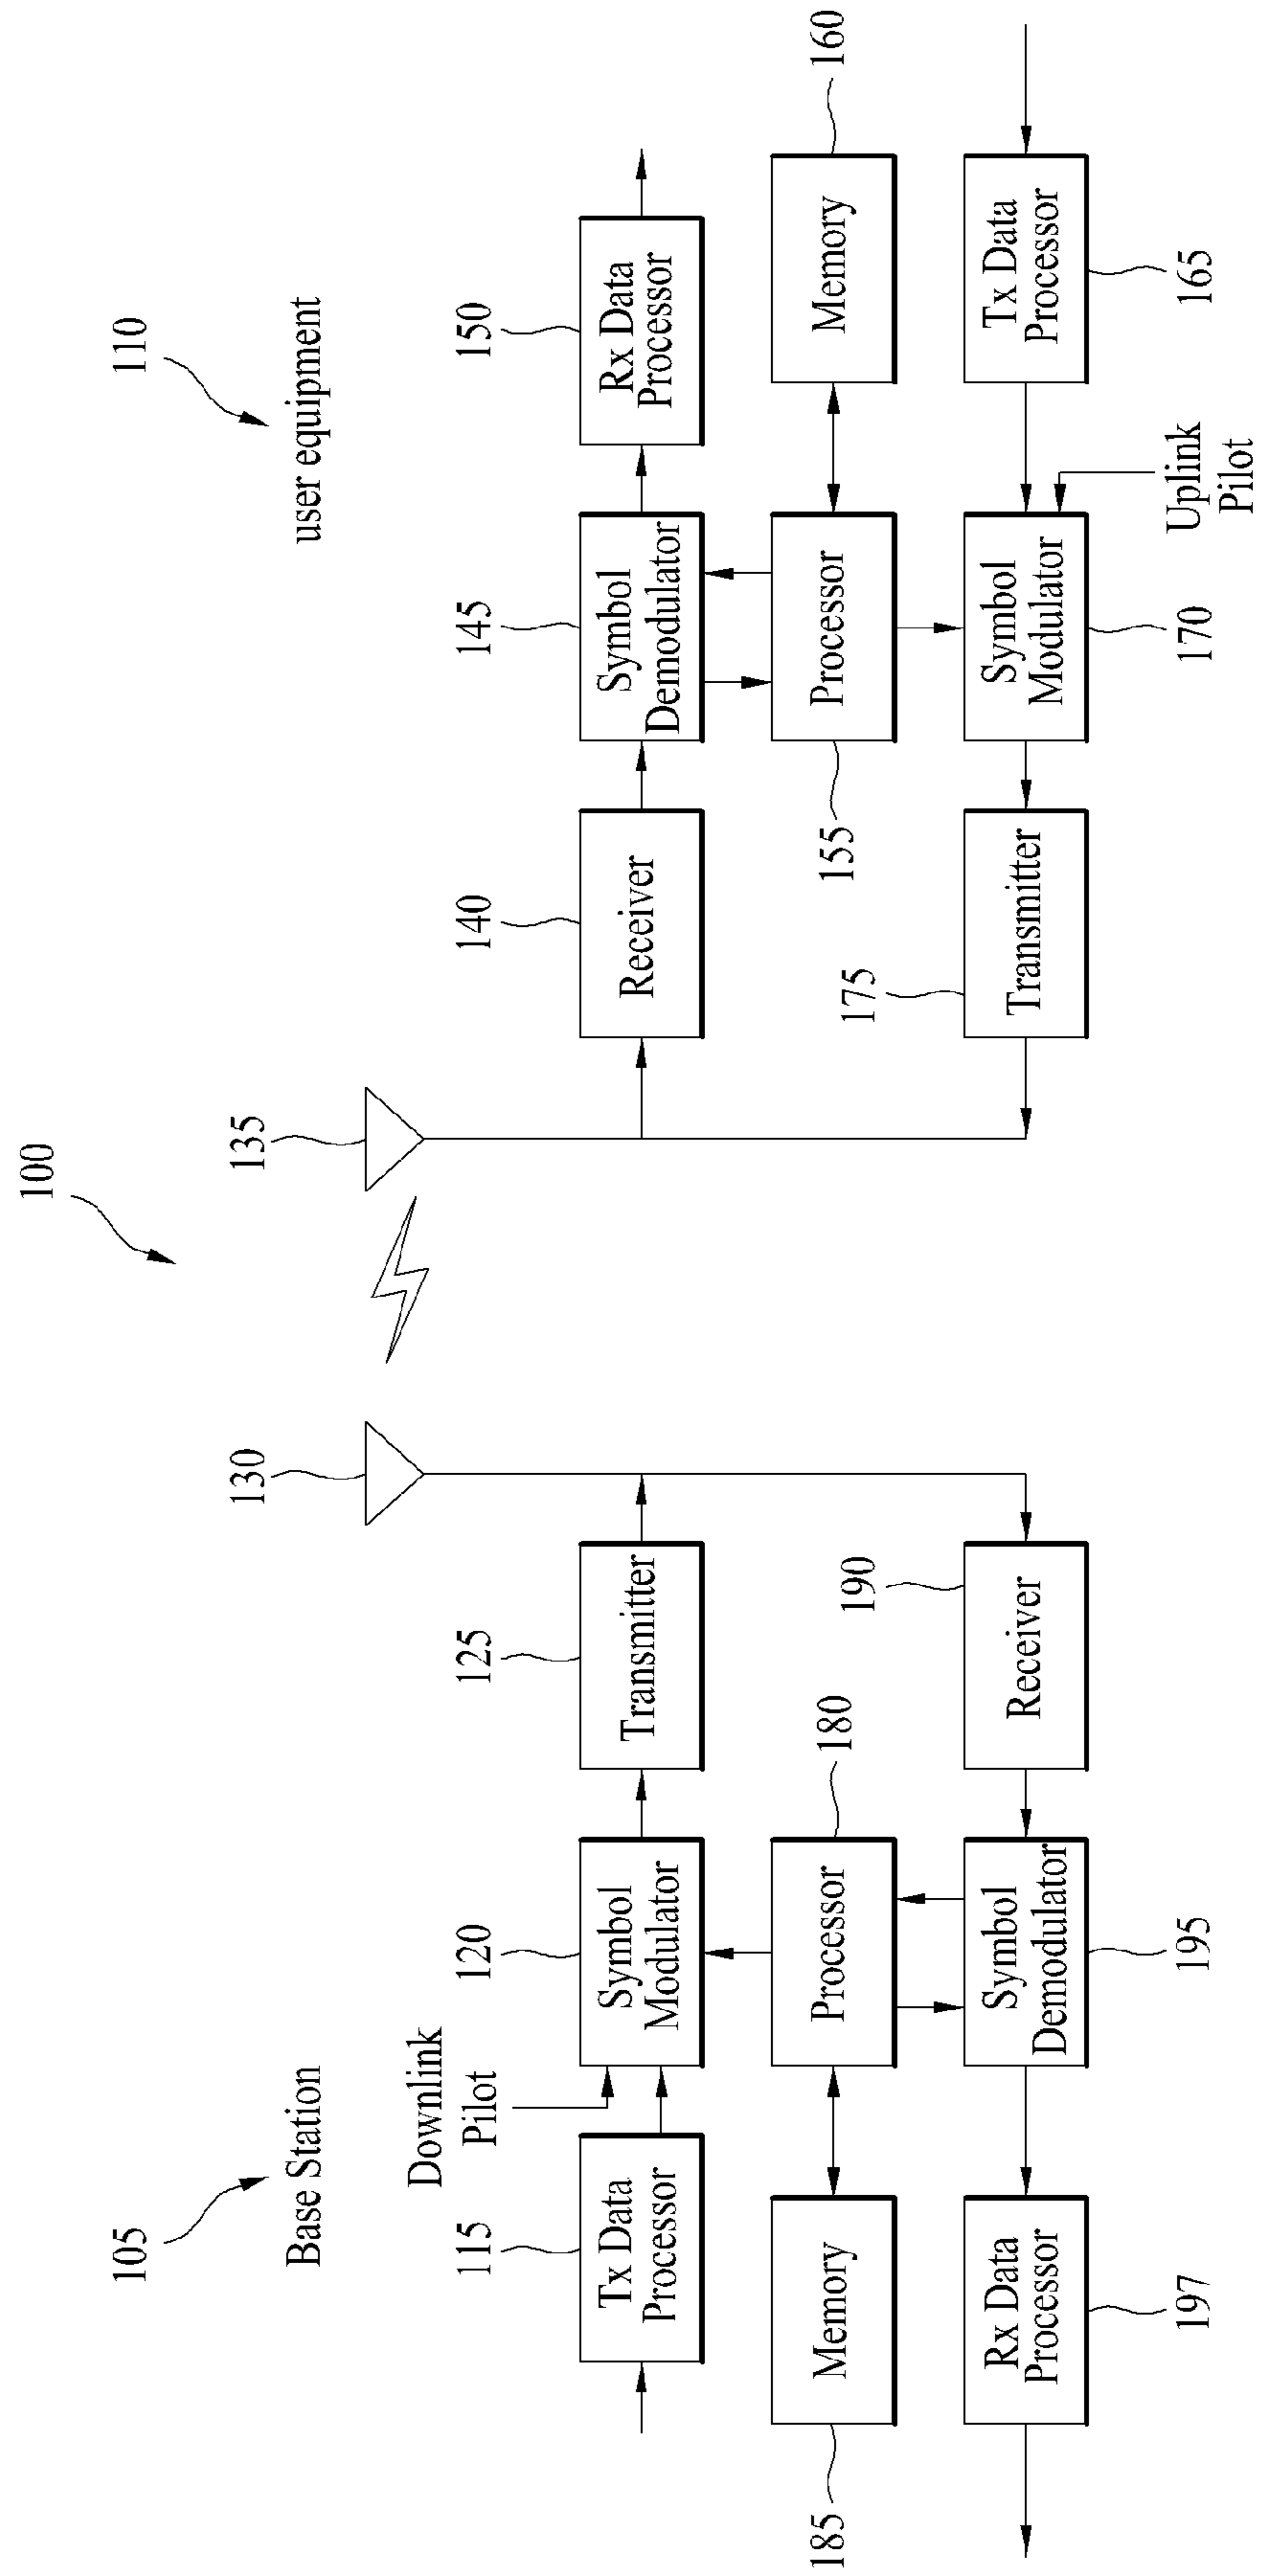 100
105
Base Station
110
user equipment
130
135
Downlink
Pilot
115
Tx Data
Processor
120
Symbol
Modulator
125
Transmitter
140
Receiver
145
Symbol
Demodulator
150
Rx Data
Processor
185
Memory
Processor
180
155
Processor
Memory
160
Rx Data
Processor
197
Symbol
Demodulator
195
190
Receiver
175
Transmitter
Symbol
Modulator
170
Uplink
Pilot
Tx Data
Processor
165